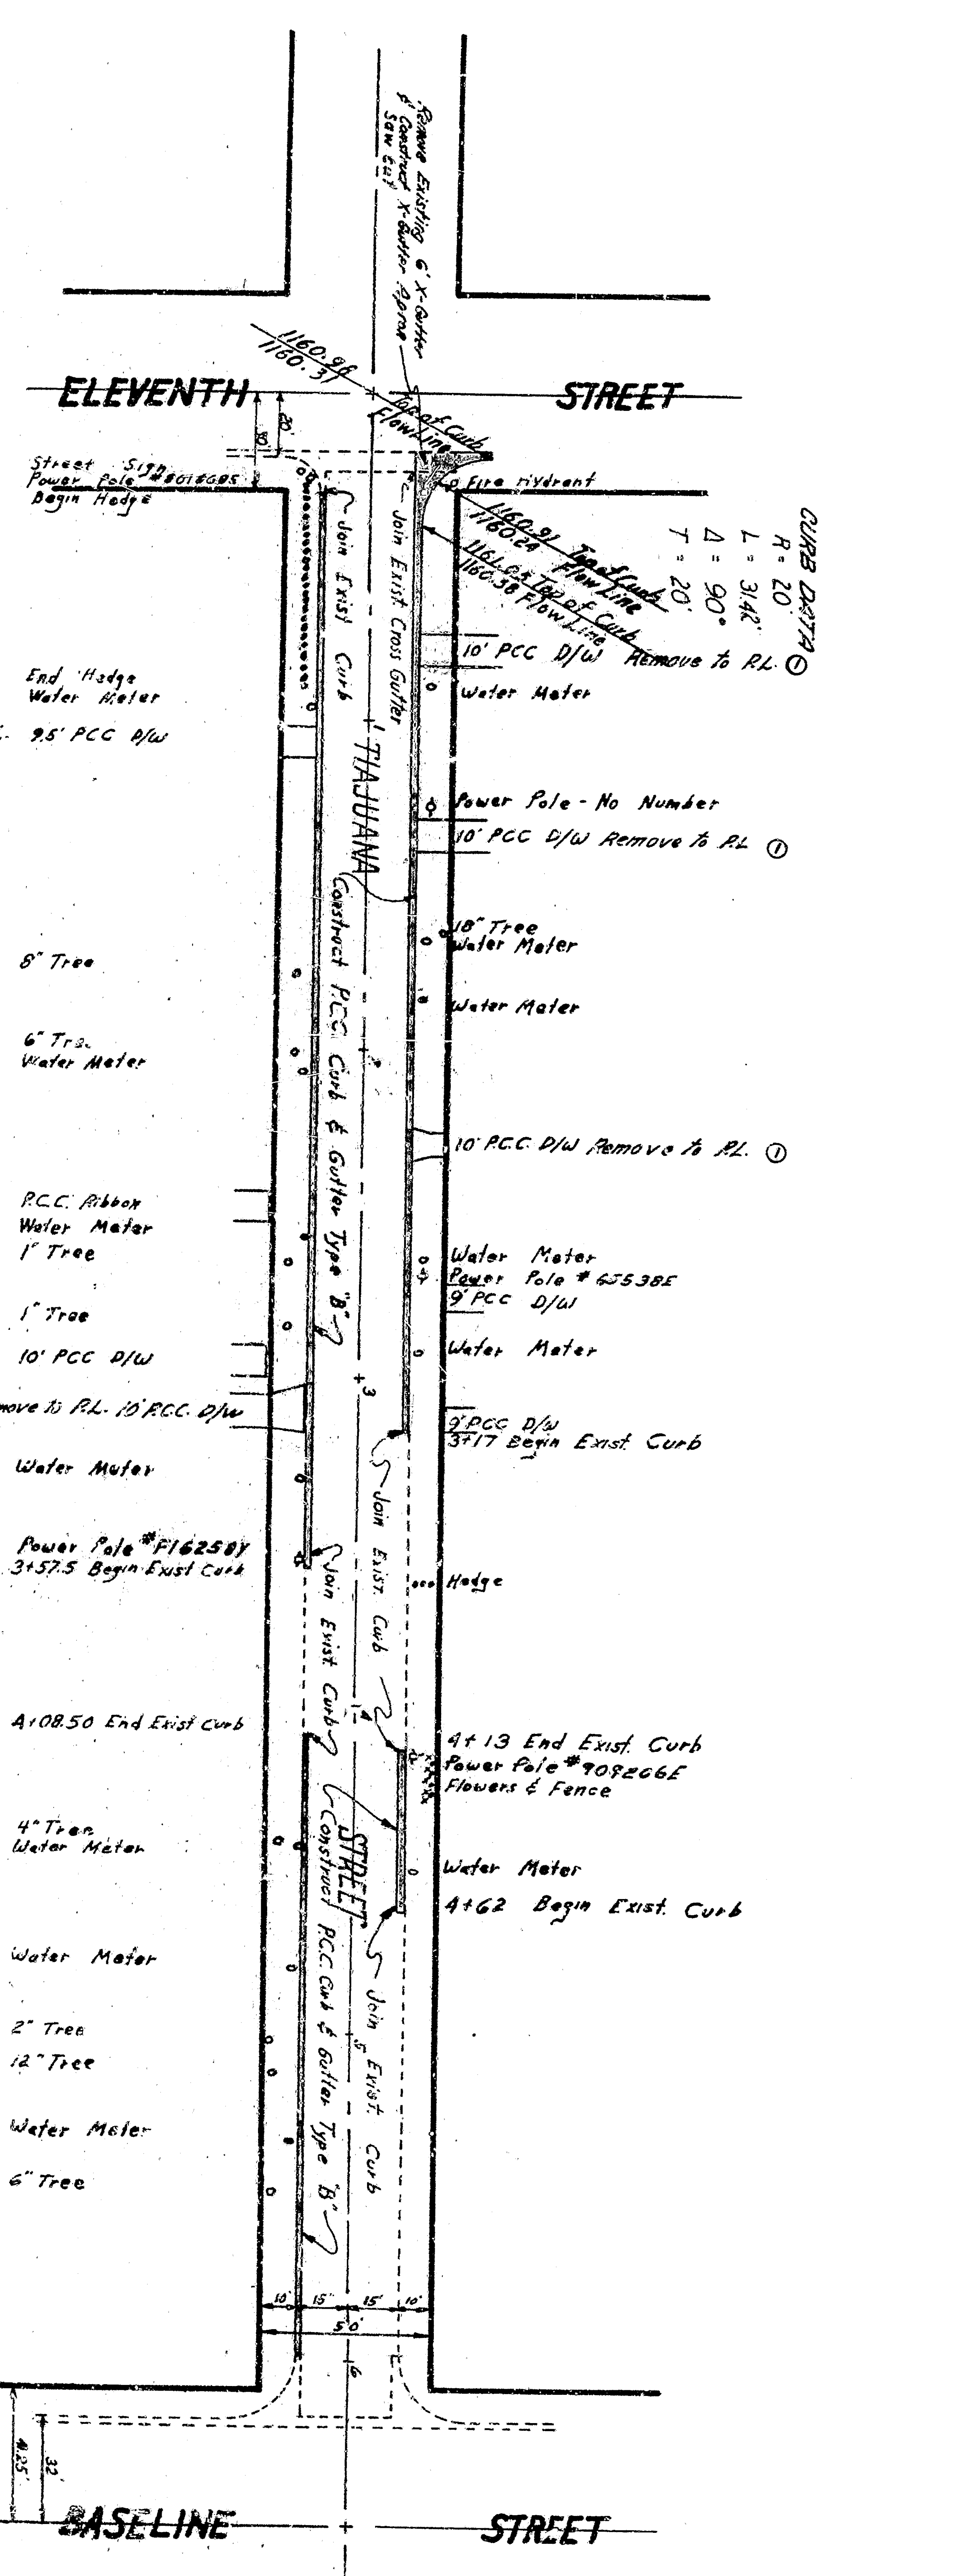 Remove Existing 6' X-Gutter
& Construct X-Gutter Apron
Saw Cut
1160.98
1160.31
Top of Curb
Flow Line
ELEVENTH STREET
8'
20'
Street Sign
Power Pole
Begin Hedge
Fire Hydrant
1160.91 Top of Curb
1160.24 Flow Line
1161.05 Top of Curb
1160.38 Flow Line
CURB DATA
R = 20'
L = 31.42'
Δ = 90°
T = 20'
Join Exist Curb
Join Exist Cross Gutter
10' PCC D/W Remove to P.L. ①
Water Meter
End Hedge
Water Meter
9.5' PCC D/W
1
TIAJUANA
Power Pole - No Number
10' PCC D/W Remove to P.L ①
Construct P.C.C. Curb & Gutter Type "B"
18" Tree
Water Meter
8" Tree
Water Meter
6" Tre
Water Meter
2
10' P.C.C. D/W Remove to P.L. ①
P.C.C. Ribbon
Water Meter
1" Tree
Water Meter
Power Pole # 65538E
9' PCC D/W
1" Tree
Water Meter
10' PCC D/W
3
move to P.L. 10' P.C.C. D/W
9' PCC D/W
3+17 Begin Exist. Curb
Water Meter
Join Exist. Curb
Power Pole
3+57.5 Begin Exist Curb
Join Exist. Curb
Hedge
4+08.50 End Exist Curb
4
4+13 End Exist. Curb
Power Pole # 909266E
Flowers & Fence
4" Tree
Water Meter
STREET
Construct P.C.C. Curb & Gutter Type "B"
Water Meter
4+62 Begin Exist. Curb
Water Meter
Join Exist. Curb
2" Tree
5
12" Tree
Water Meter
6" Tree
10' 15' 15' 10'
50'
6
41.25'
32'
BASELINE STREET